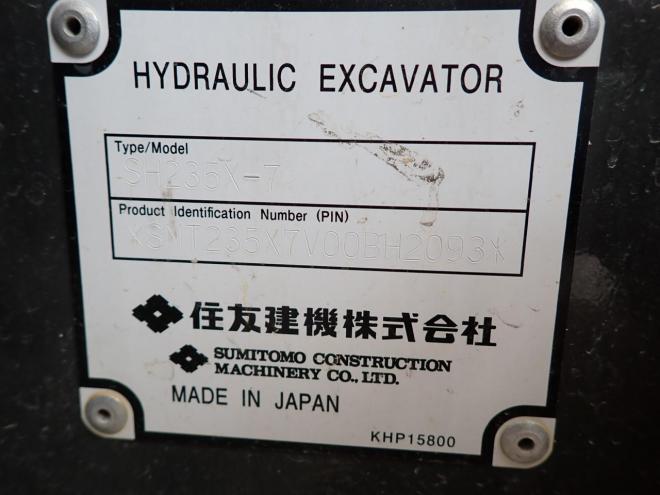 HYDRAULIC EXCAVATOR
Type/Model
SH235X-7
Product Identification Number (PIN)
*SMT235X7V00BH2093*
住友建機株式会社
SUMITOMO CONSTRUCTION
MACHINERY CO., LTD.
MADE IN JAPAN
KHP15800